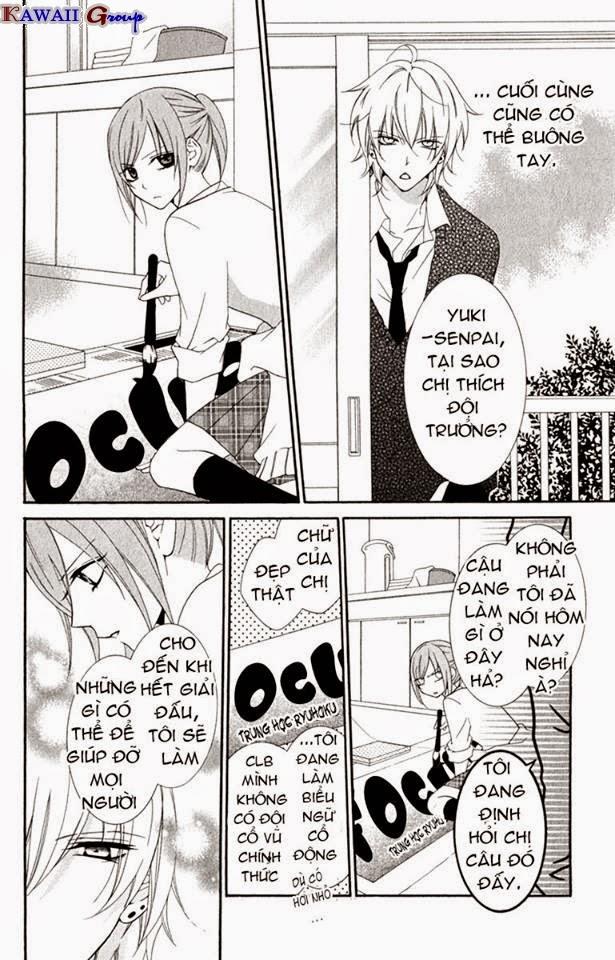 KAWAII Group
... CUỐI CÙNG
CŨNG CÓ
THỂ BUÔNG
TAY.
YUKI
-SENPAI,
TẠI SAO
CHỊ THÍCH
ĐỘI
TRƯỞNG?
OCL
KHÔNG
PHẢI
TÔI ĐÃ
NÓI HÔM
NAY NGHỈ
À?
CẬU
ĐANG
LÀM
GÌ Ở
ĐÂY
HẢ?
TÔI
ĐANG
ĐỊNH
HỎI CHỊ
CÂU ĐÓ
ĐẤY.
FOCL
TRUNG HỌC RYUHO
CHỮ
CỦA
CHỊ
ĐẸP
THẬT
OCL
TRUNG HỌC RYUHOKU
...TÔI
ĐANG
LÀM
BIỂU
NGỮ
CỔ
ĐỘNG
DÙ CÓ
HƠI NHỎ
...
CLB
MÌNH
KHÔNG
CÓ ĐỘI
CỔ VŨ
CHÍNH
THỨC
CHO
ĐẾN KHI
HẾT GIẢI
ĐẤU,
TÔI SẼ
LÀM
NHỮNG
GÌ CÓ
THỂ ĐỂ
GIÚP ĐỠ
MỌI
NGƯỜI